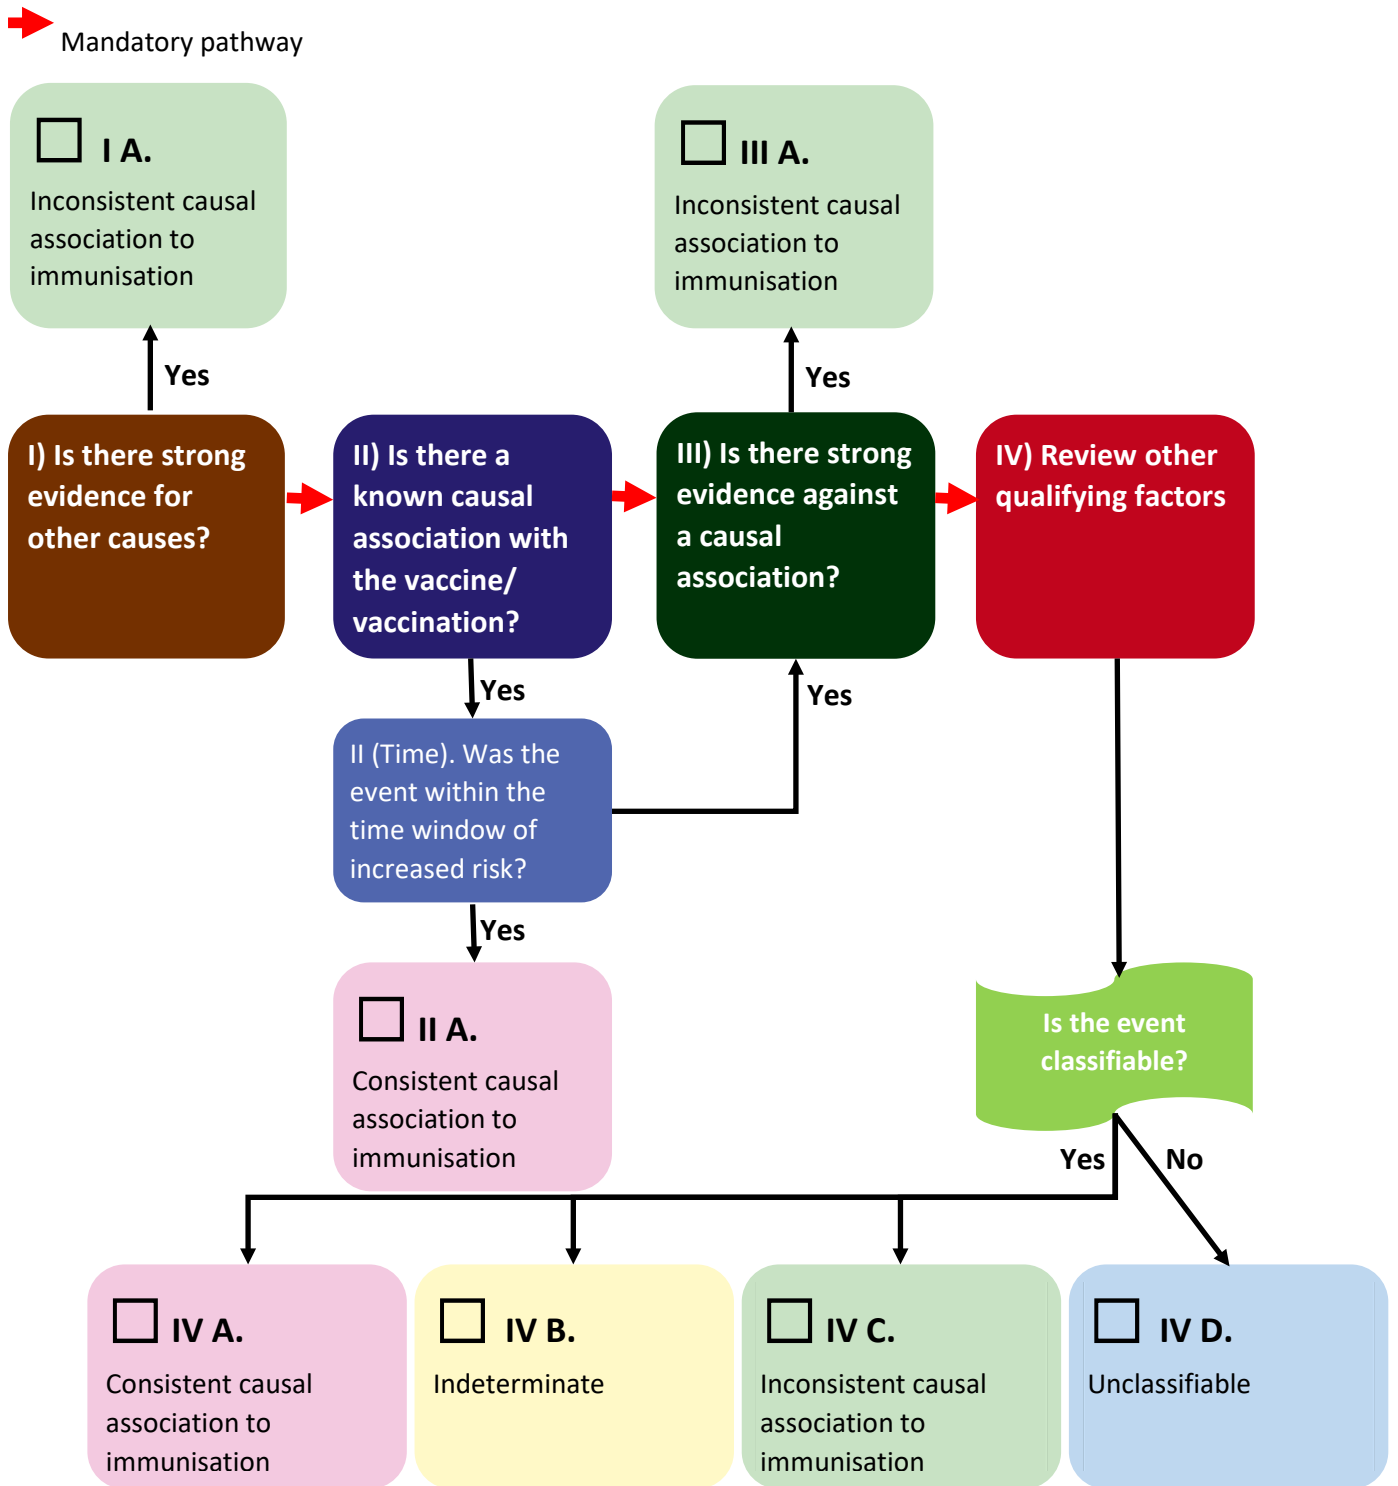 Mandatory pathway
I A.
Inconsistent causal
association to
immunisation
III A.
Inconsistent causal
association to
immunisation
Yes
Yes
I) Is there strong
evidence for
other causes?
II) Is there a
known causal
association with
the vaccine/
vaccination?
III) Is there strong
evidence against
a causal
association?
IV) Review other
qualifying factors
Yes
Yes
II (Time). Was the
event within the
time window of
increased risk?
Yes
II A.
Consistent causal
association to
immunisation
Is the event
classifiable?
Yes
No
IV A.
Consistent causal
association to
immunisation
IV B.
Indeterminate
IV C.
Inconsistent causal
association to
immunisation
IV D.
Unclassifiable